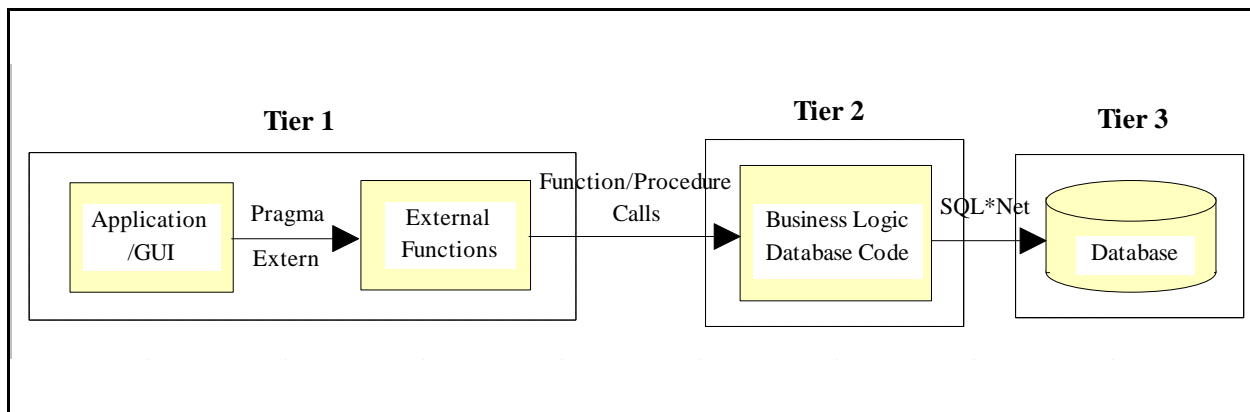 Tier 1
Tier 2
Tier 3
Application
/GUI
Pragma
Extern
External
Functions
Function/Procedure
Calls
Business Logic
Database Code
SQL*Net
Database